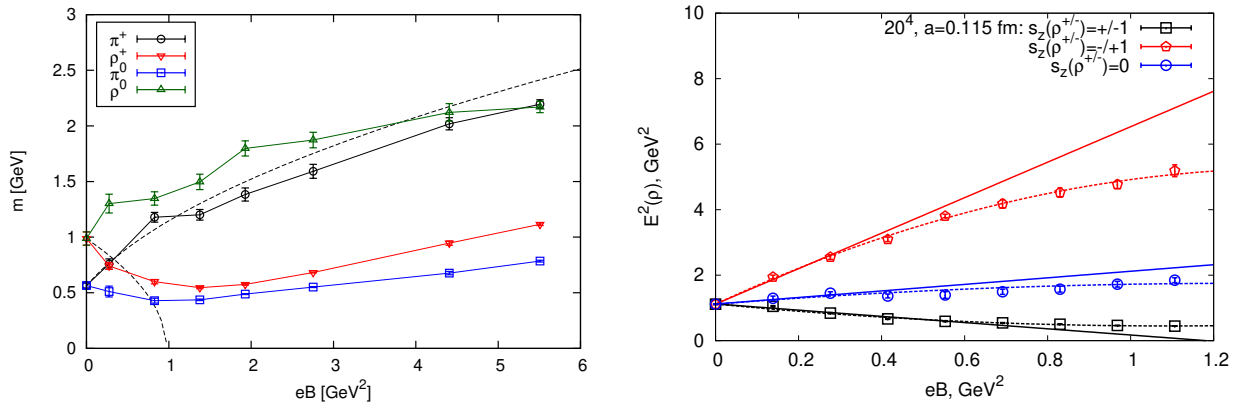 3
2.5
2
1.5
1
0.5
0
0 1 2 3 4 5 6
m [GeV]
eB [GeV²]
π⁺
ρ⁺
π⁰
ρ⁰
10
8
6
4
2
0
0 0.2 0.4 0.6 0.8 1 1.2
E²(ρ), GeV²
eB, GeV²
20⁴, a=0.115 fm: s_z(ρ^{+/-})=+/-1
s_z(ρ^{+/-})=-/+1
s_z(ρ^{+/-})=0